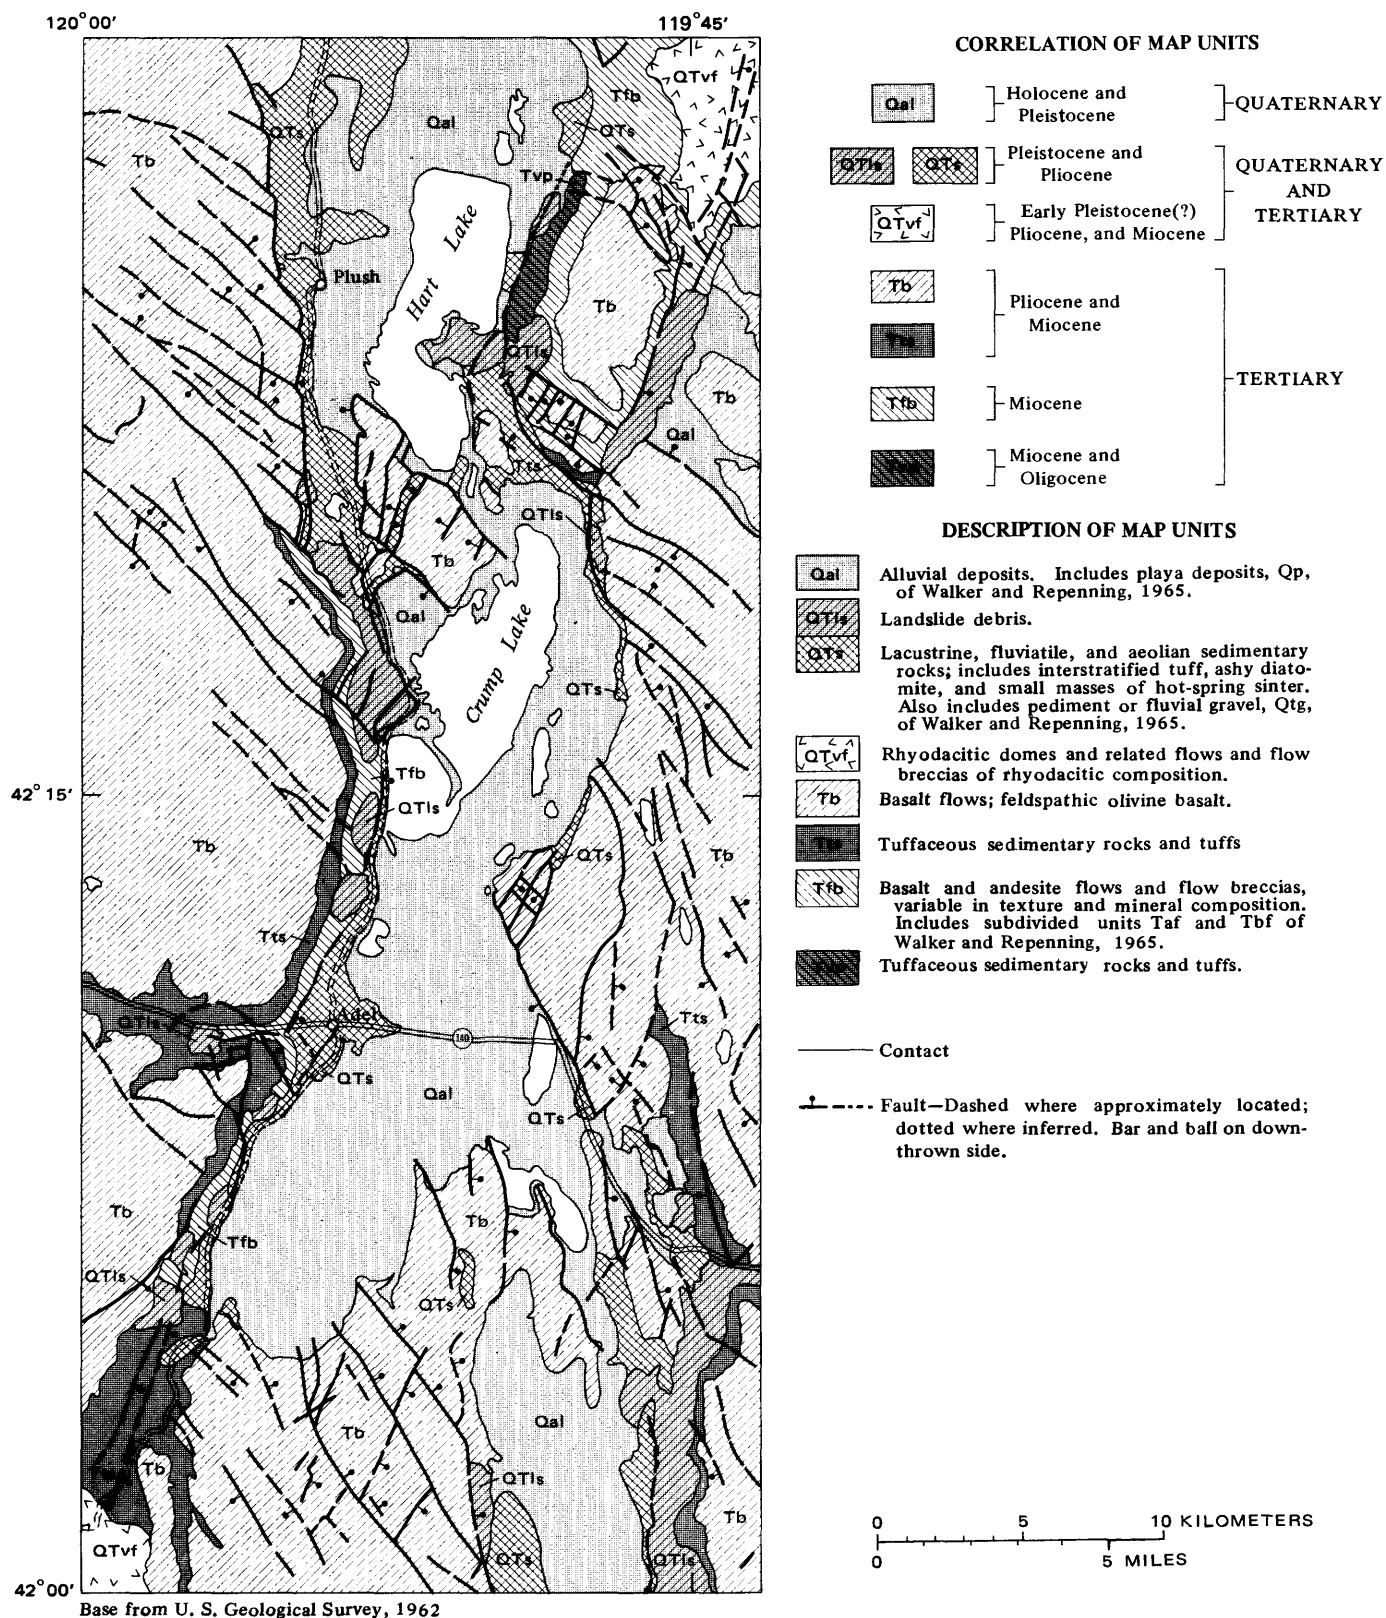 120°00'
119°45'
QTvf
Tfb
Qal
QTs
QTs
Tb
Tvp
Hart Lake
Plush
Tb
QTls
Tb
Qal
Tts
QTls
Tb
Qal
Crump Lake
QTs
Tfb
42°15'
QTls
Tb
QTs
Tb
Tts
Tts
QTls
Adel
140
QTs
Qal
QTs
Tb
Tb
Tfb
QTls
QTs
Qal
Tb
Tb
QTls
Tb
QTvf
QTs
QTls
42°00'
Base from U. S. Geological Survey, 1962
CORRELATION OF MAP UNITS
Qal
Holocene and
Pleistocene
QUATERNARY
QTls
QTs
Pleistocene and
Pliocene
QTvf
Early Pleistocene(?)
Pliocene, and Miocene
QUATERNARY
AND
TERTIARY
Tb
Tts
Pliocene and
Miocene
Tfb
Miocene
Miocene and
Oligocene
TERTIARY
DESCRIPTION OF MAP UNITS
Qal
Alluvial deposits. Includes playa deposits, Qp,
of Walker and Repenning, 1965.
QTls
Landslide debris.
QTs
Lacustrine, fluviatile, and aeolian sedimentary
rocks; includes interstratified tuff, ashy diato-
mite, and small masses of hot-spring sinter.
Also includes pediment or fluvial gravel, Qtg,
of Walker and Repenning, 1965.
QTvf
Rhyodacitic domes and related flows and flow
breccias of rhyodacitic composition.
Tb
Basalt flows; feldspathic olivine basalt.
Tts
Tuffaceous sedimentary rocks and tuffs
Tfb
Basalt and andesite flows and flow breccias,
variable in texture and mineral composition.
Includes subdivided units Taf and Tbf of
Walker and Repenning, 1965.
Tuffaceous sedimentary rocks and tuffs.
Contact
Fault—Dashed where approximately located;
dotted where inferred. Bar and ball on down-
thrown side.
0 5 10 KILOMETERS
0 5 MILES